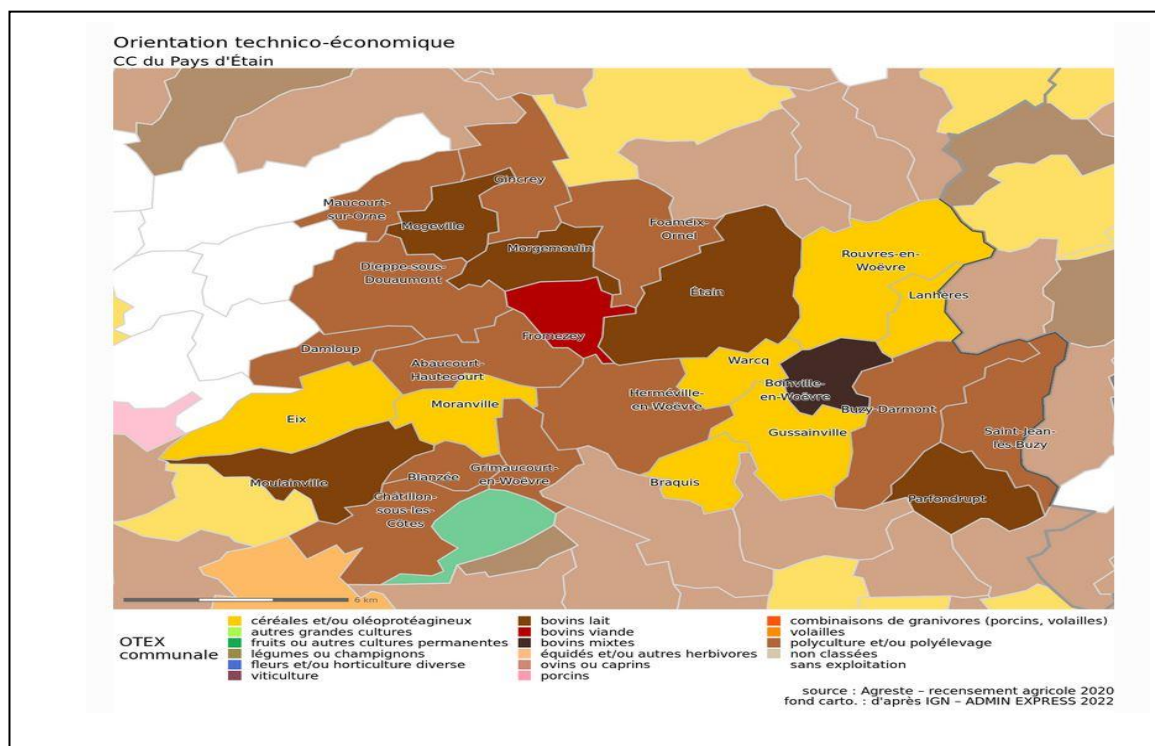 Orientation technico-économique
CC du Pays d'Étain
Gincrey
Maucourt-
sur-Orne
Mogeville
Foameix-
Ornel
Morgemoulin
Rouvres-en-
Woëvre
Dieppe-sous-
Douaumont
Étain
Lanhères
Fromezey
Damloup
Warcq
Abaucourt-
Hautecourt
Boinville-
en-Woëvre
Herméville-
en-Woëvre
Moranville
Buzy-Darmont
Eix
Gussainville
Saint-Jean-
lès-Buzy
Grimaucourt-
en-Woëvre
Blanzée
Moulainville
Braquis
Châtillon-
sous-les-
Côtes
Parfondrupt
6 km
OTEX
communale
céréales et/ou oléoprotéagineux
autres grandes cultures
fruits ou autres cultures permanentes
légumes ou champignons
fleurs et/ou horticulture diverse
viticulture
bovins lait
bovins viande
bovins mixtes
équidés et/ou autres herbivores
ovins ou caprins
porcins
combinaisons de granivores (porcins, volailles)
volailles
polyculture et/ou polyélevage
non classées
sans exploitation
source : Agreste – recensement agricole 2020
fond carto. : d'après IGN – ADMIN EXPRESS 2022